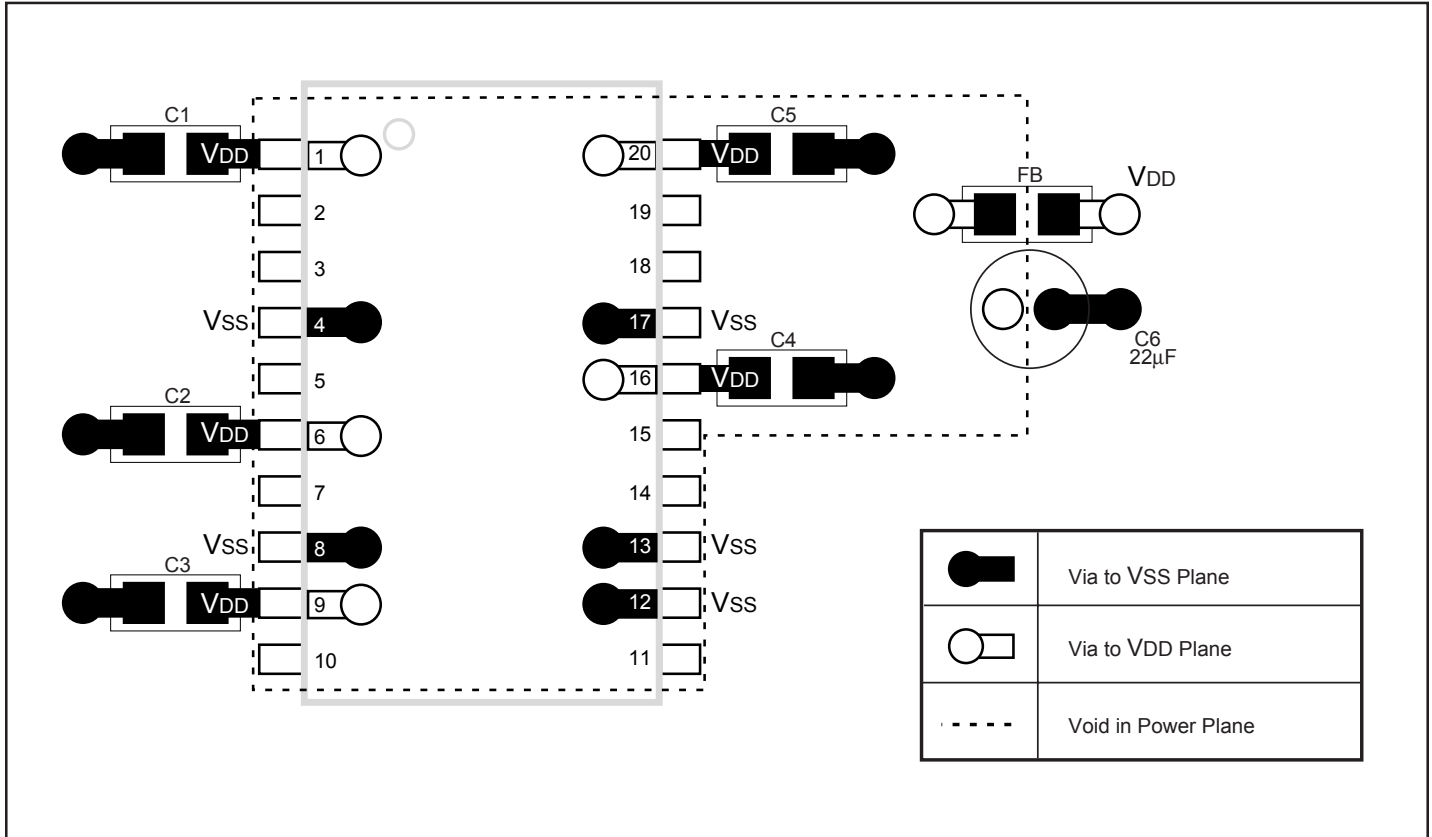 C1
C5
VDD
1
20
VDD
FB
VDD
2
19
3
18
VSS
4
17
VSS
C6
22µF
C4
5
16
VDD
C2
VDD
6
15
7
14
VSS
8
13
VSS
C3
VDD
9
12
VSS
10
11
Via to VSS Plane
Via to VDD Plane
Void in Power Plane